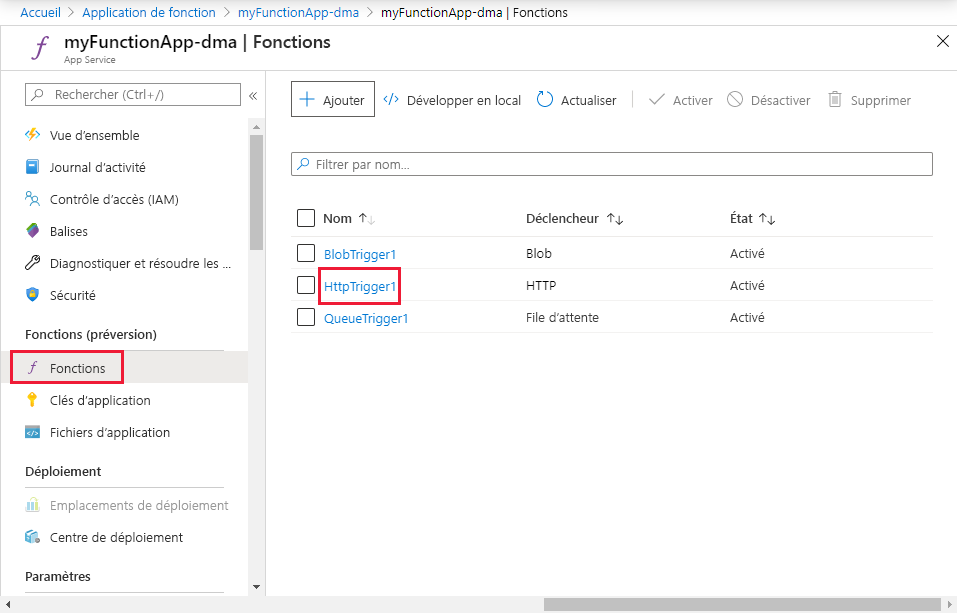 Accueil > Application de fonction > myFunctionApp-dma > myFunctionApp-dma | Fonctions
myFunctionApp-dma | Fonctions
App Service
Rechercher (Ctrl+/)
Vue d’ensemble
Journal d’activité
Contrôle d’accès (IAM)
Balises
Diagnostiquer et résoudre les ...
Sécurité
Fonctions (préversion)
Fonctions
Clés d’application
Fichiers d’application
Déploiement
Emplacements de déploiement
Centre de déploiement
Paramètres
Ajouter Développer en local Actualiser Activer Désactiver Supprimer
Filtrer par nom...
Nom Déclencheur État
BlobTrigger1 Blob Activé
HttpTrigger1 HTTP Activé
QueueTrigger1 File d’attente Activé